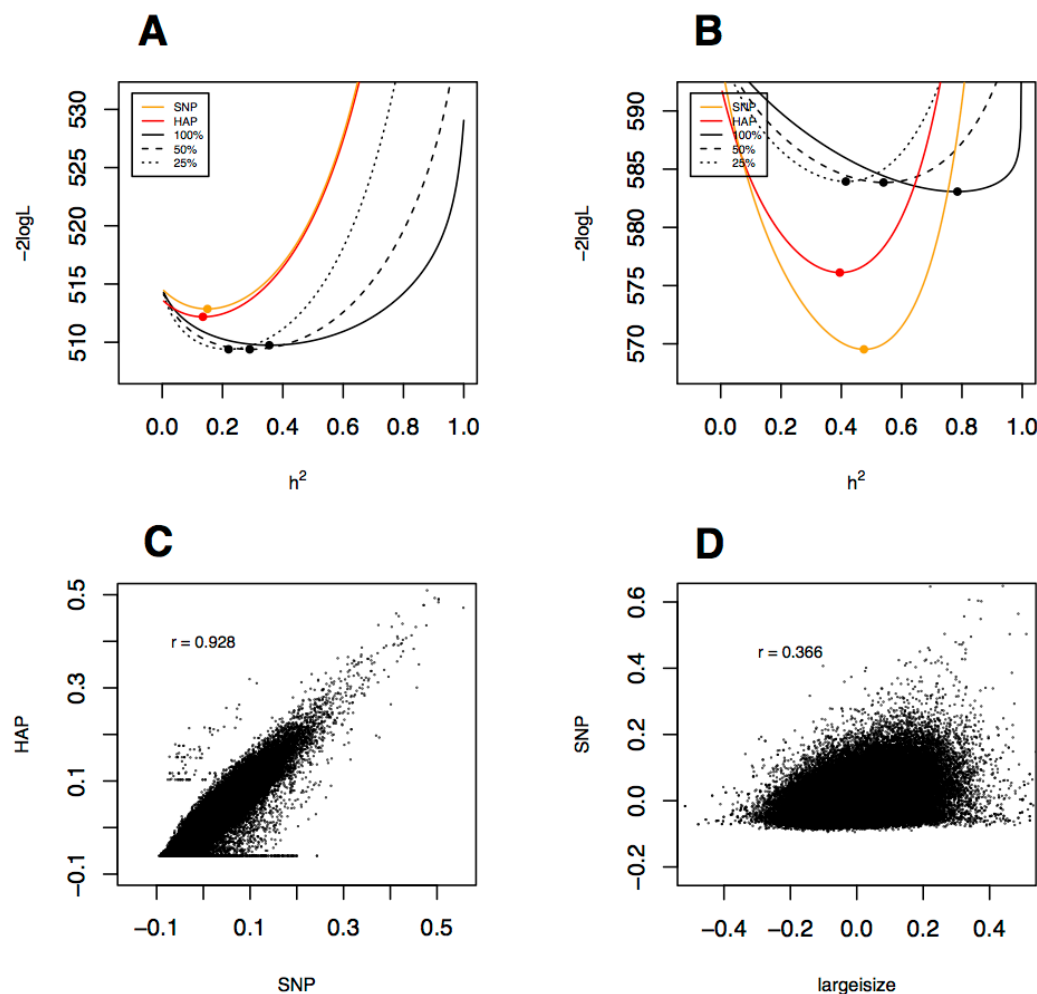 A
−2logL
530
525
520
515
510
SNP
HAP
100%
50%
25%
0.0 0.2 0.4 0.6 0.8 1.0
h²
B
−2logL
590
585
580
575
570
SNP
HAP
100%
50%
25%
0.0 0.2 0.4 0.6 0.8 1.0
h²
C
HAP
0.5
0.3
0.1
−0.1
r = 0.928
−0.1 0.1 0.3 0.5
SNP
D
SNP
0.6
0.4
0.2
0.0
−0.2
r = 0.366
−0.4 −0.2 0.0 0.2 0.4
largeisize